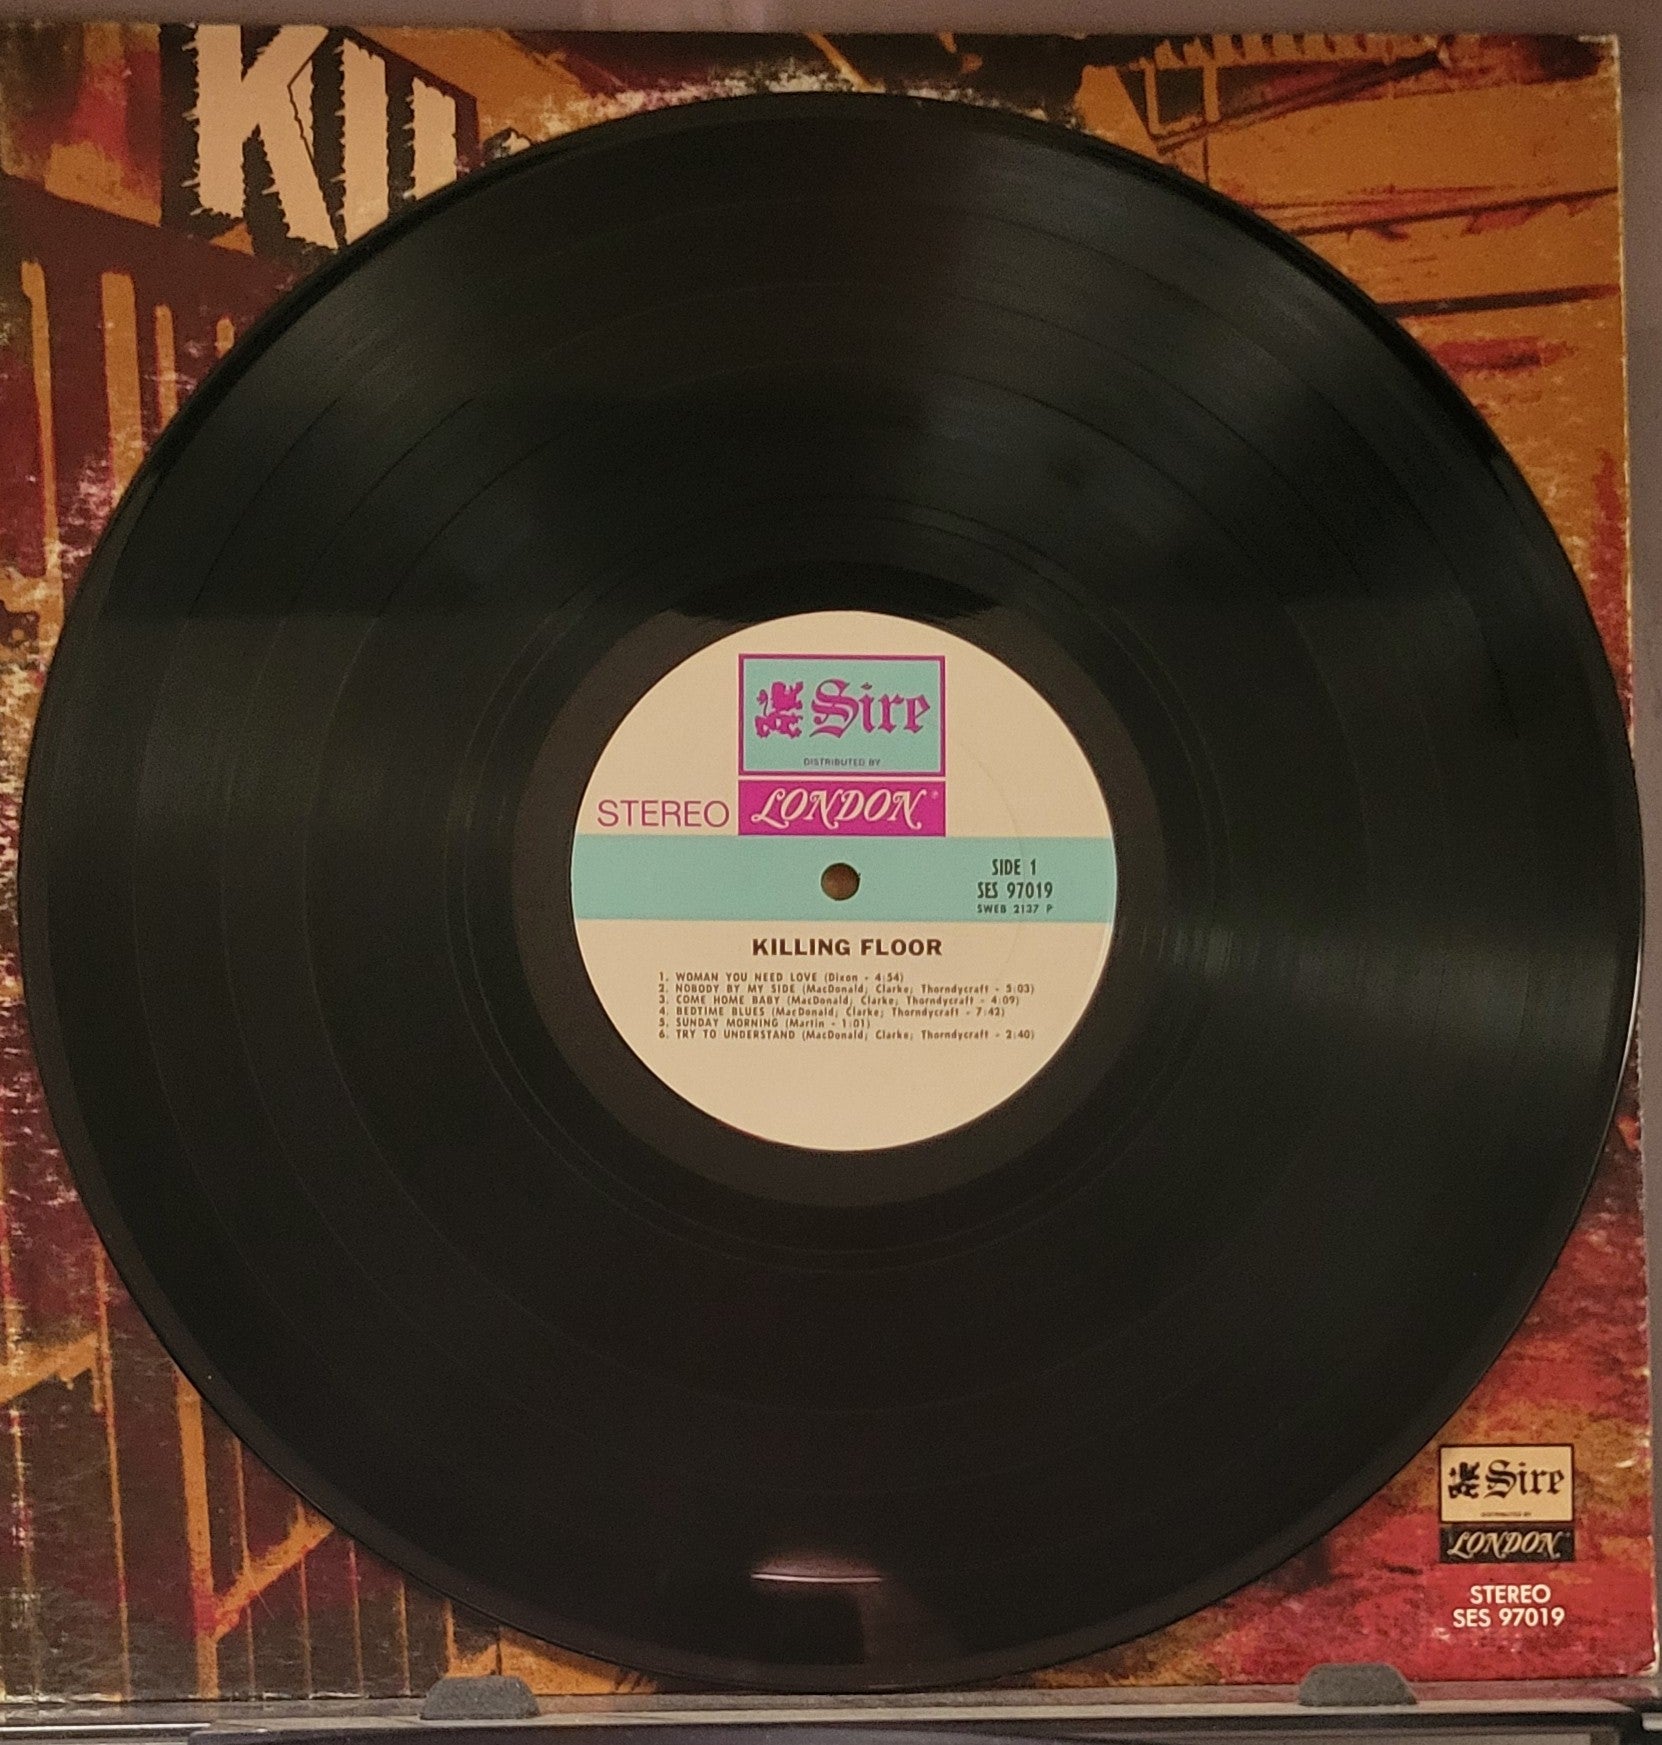 KILL
Sire
DISTRIBUTED BY
LONDON®
STEREO
SIDE 1
SES 97019
SWEB 2137 P
KILLING FLOOR
1. WOMAN YOU NEED LOVE (Dixon - 4:54)
2. NOBODY BY MY SIDE (MacDonald; Clarke; Thorndycraft - 5:03)
3. COME HOME BABY (MacDonald; Clarke; Thorndycraft - 4:09)
4. BEDTIME BLUES (MacDonald; Clarke; Thorndycraft - 7:42)
5. SUNDAY MORNING (Martin - 1:01)
6. TRY TO UNDERSTAND (MacDonald; Clarke; Thorndycraft - 2:40)
Sire
DISTRIBUTED BY
LONDON
STEREO
SES 97019